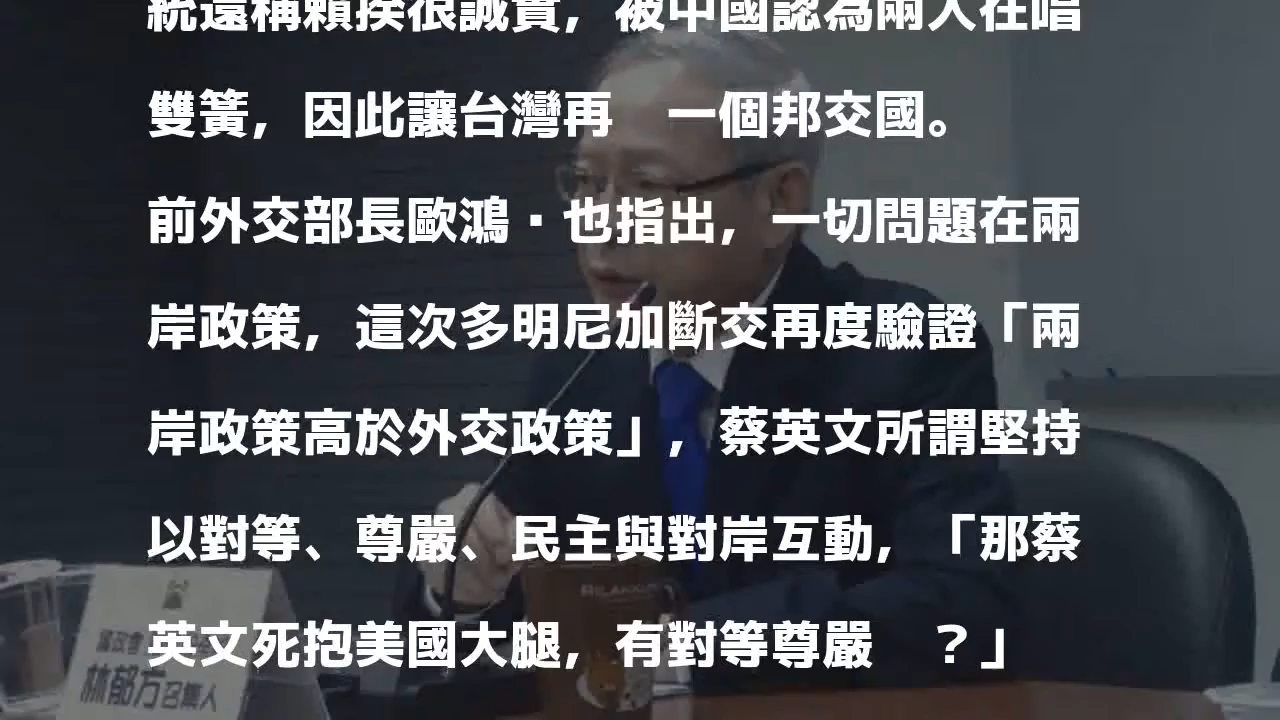 統還稱賴挨很誠實，被中國認為兩人在唱
雙簧，因此讓台灣再　一個邦交國。
前外交部長歐鴻·也指出，一切問題在兩
岸政策，這次多明尼加斷交再度驗證「兩
岸政策高於外交政策」，蔡英文所謂堅持
以對等、尊嚴、民主與對岸互動，「那蔡
英文死抱美國大腿，有對等尊嚴　？」
林郁方召集人